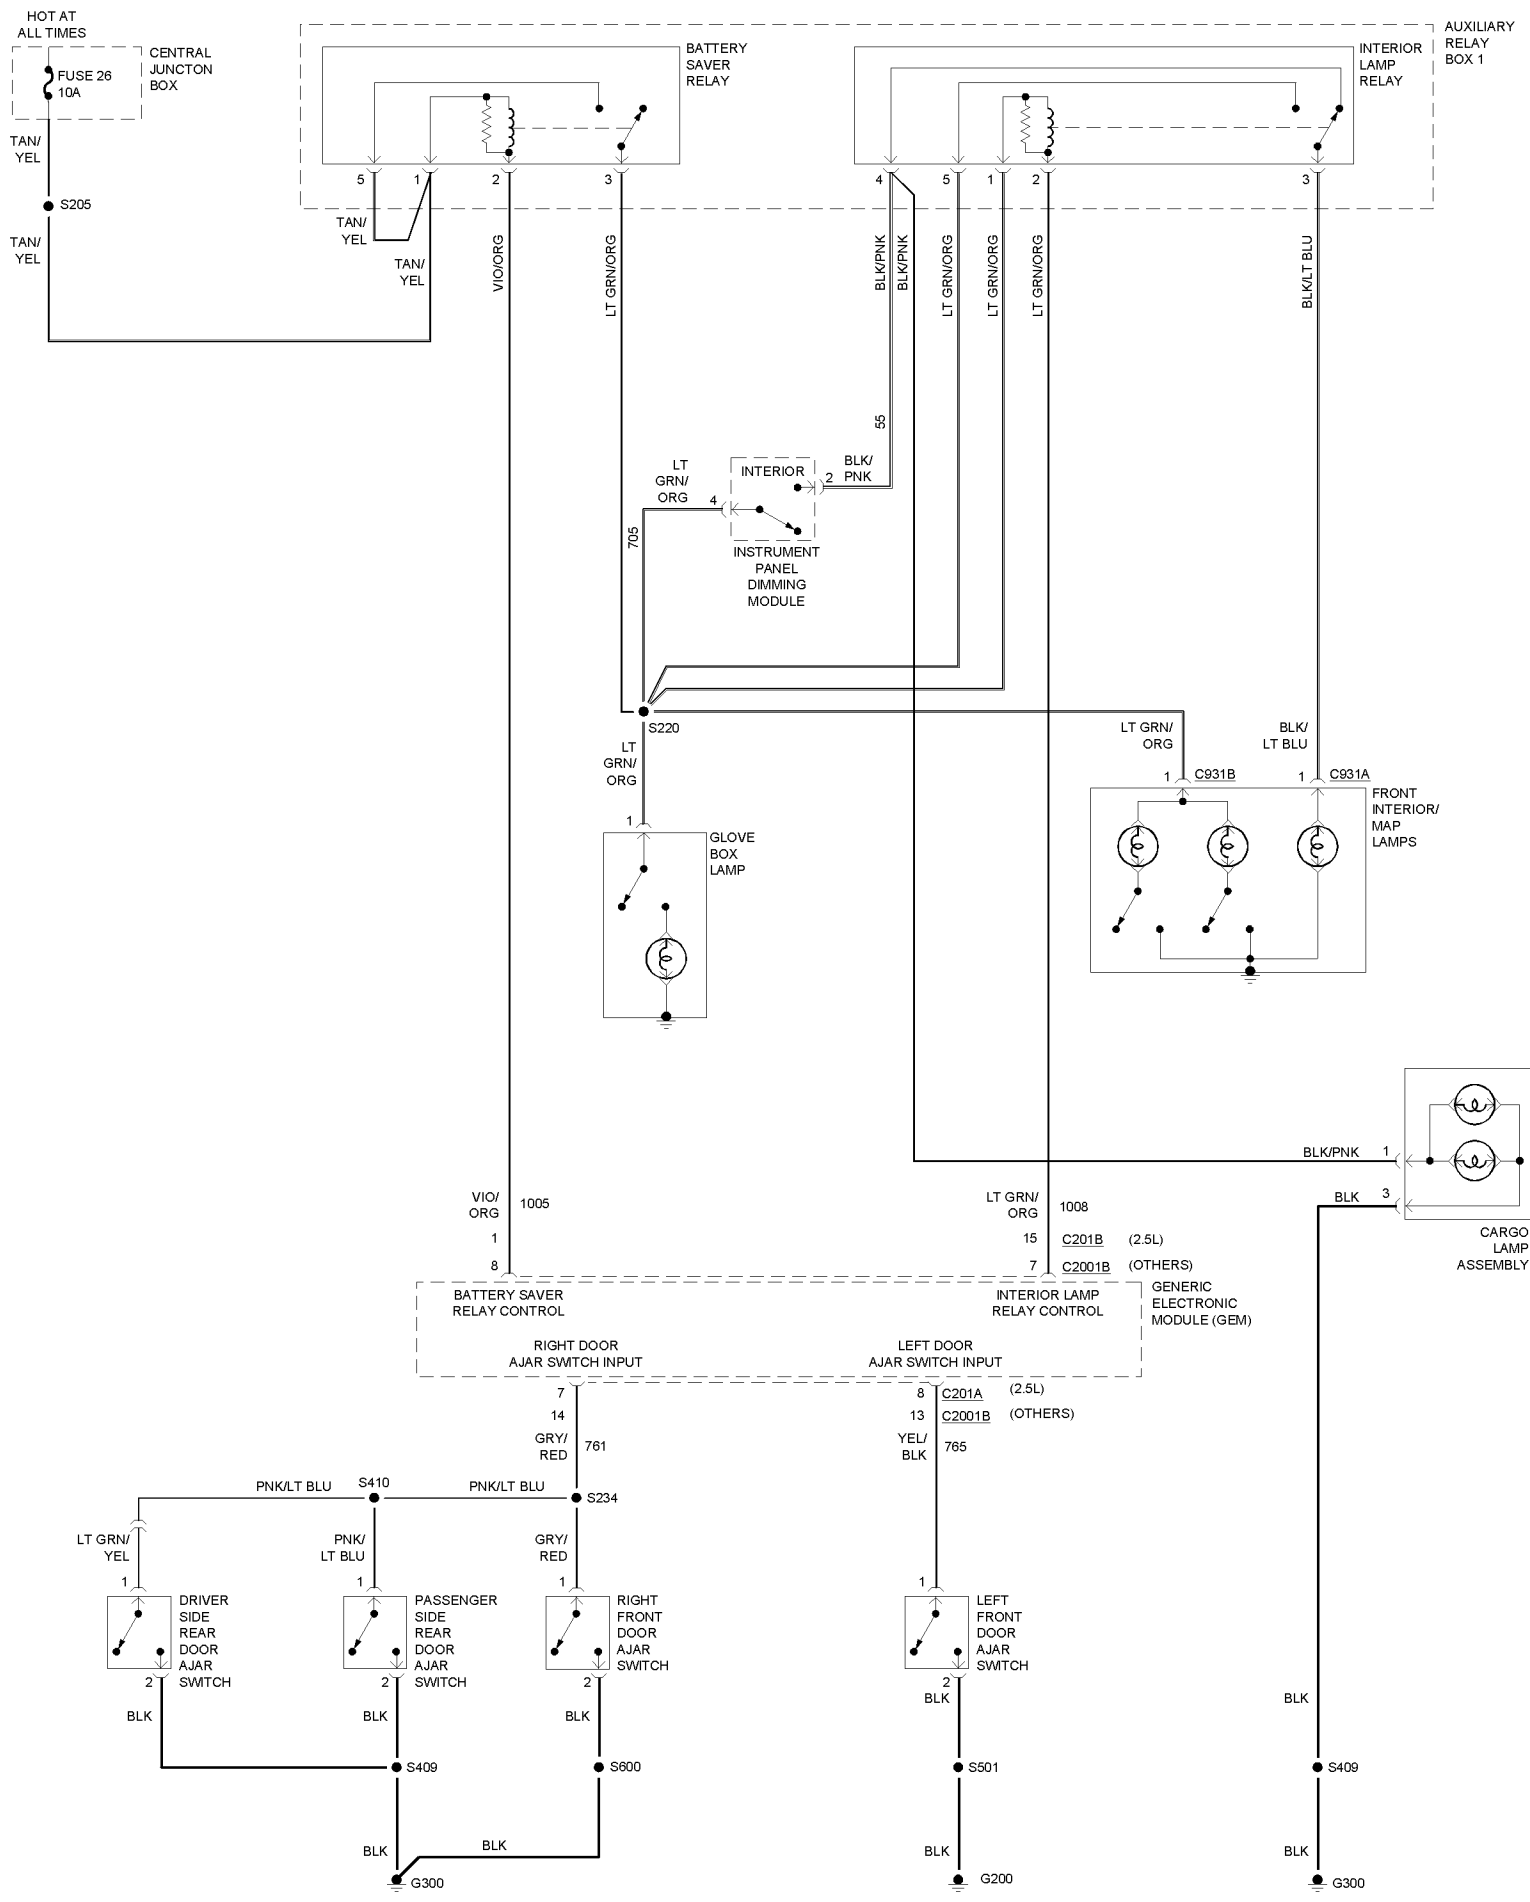 HOT AT
ALL TIMES
CENTRAL
JUNCTON
BOX
FUSE 26
10A
BATTERY
SAVER
RELAY
INTERIOR
LAMP
RELAY
AUXILIARY
RELAY
BOX 1
TAN/
YEL
S205
TAN/
YEL
5
1
2
3
4
5
1
2
3
TAN/
YEL
TAN/
YEL
VIO/ORG
LT GRN/ORG
BLK/PNK
BLK/PNK
LT GRN/ORG
LT GRN/ORG
LT GRN/ORG
BLK/LT BLU
55
LT
GRN/
ORG
4
INTERIOR
2
BLK/
PNK
705
INSTRUMENT
PANEL
DIMMING
MODULE
S220
LT
GRN/
ORG
LT GRN/
ORG
BLK/
LT BLU
1
C931B
1
C931A
FRONT
INTERIOR/
MAP
LAMPS
1
GLOVE
BOX
LAMP
BLK/PNK
1
BLK
3
CARGO
LAMP
ASSEMBLY
VIO/
ORG
1005
LT GRN/
ORG
1008
1
15
C201B
(2.5L)
8
7
C2001B
(OTHERS)
BATTERY SAVER
RELAY CONTROL
INTERIOR LAMP
RELAY CONTROL
GENERIC
ELECTRONIC
MODULE (GEM)
RIGHT DOOR
AJAR SWITCH INPUT
LEFT DOOR
AJAR SWITCH INPUT
7
8
C201A
(2.5L)
14
13
C2001B
(OTHERS)
GRY/
RED
761
YEL/
BLK
765
PNK/LT BLU
S410
PNK/LT BLU
S234
LT GRN/
YEL
PNK/
LT BLU
GRY/
RED
1
1
1
1
DRIVER
SIDE
REAR
DOOR
AJAR
SWITCH
PASSENGER
SIDE
REAR
DOOR
AJAR
SWITCH
RIGHT
FRONT
DOOR
AJAR
SWITCH
LEFT
FRONT
DOOR
AJAR
SWITCH
2
2
2
2
BLK
BLK
BLK
BLK
BLK
S409
S600
S501
S409
BLK
BLK
BLK
BLK
G300
G200
G300